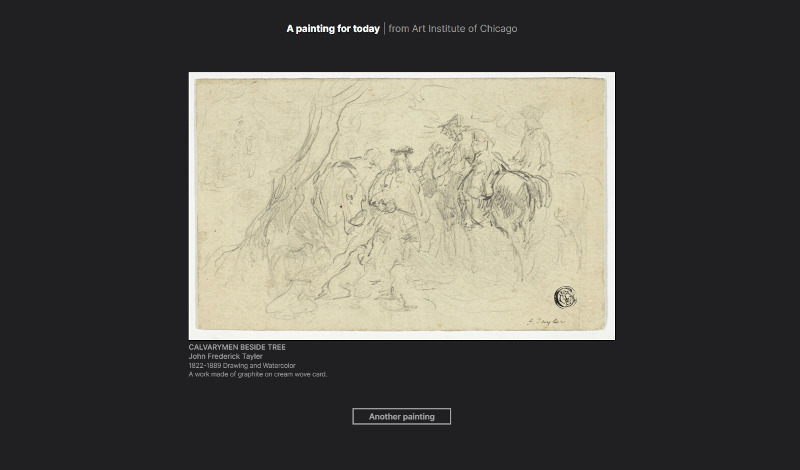 A painting for today | from Art Institute of Chicago
CALVARYMEN BESIDE TREE
John Frederick Tayler
1822-1889 Drawing and Watercolor
A work made of graphite on cream wove card.
Another painting